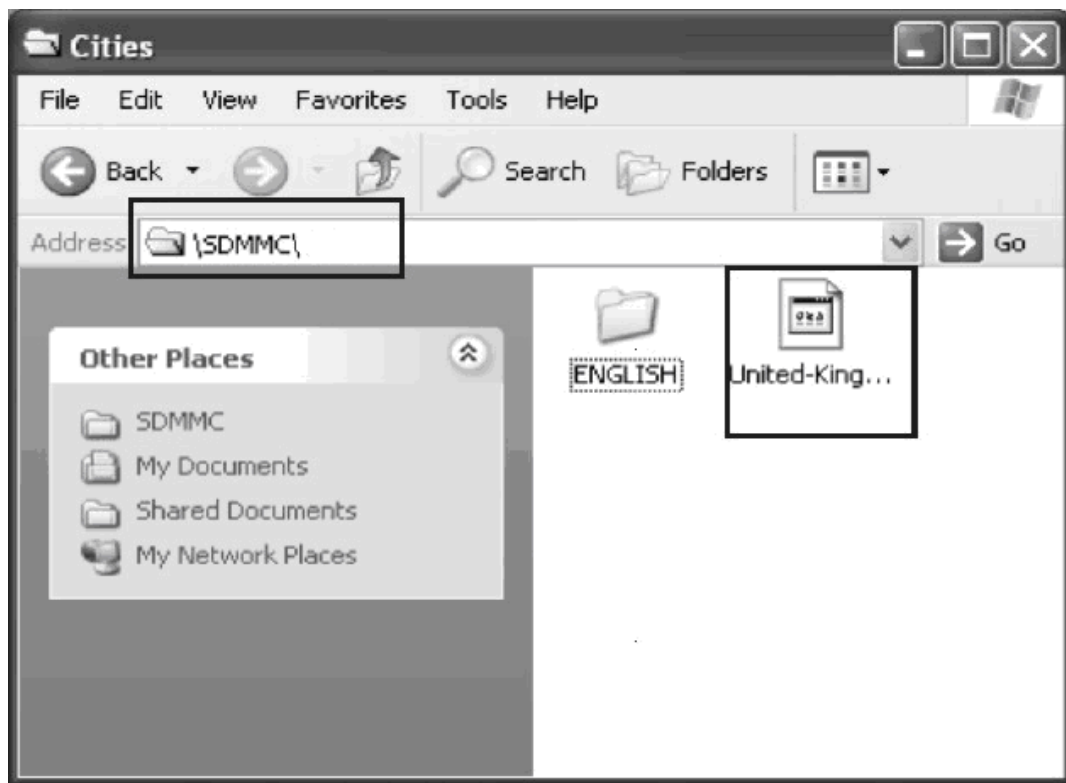 Cities
File Edit View Favorites Tools Help
Back Search Folders
Address \SDMMC\ Go
Other Places
SDMMC
My Documents
Shared Documents
My Network Places
ENGLISH
United-King...